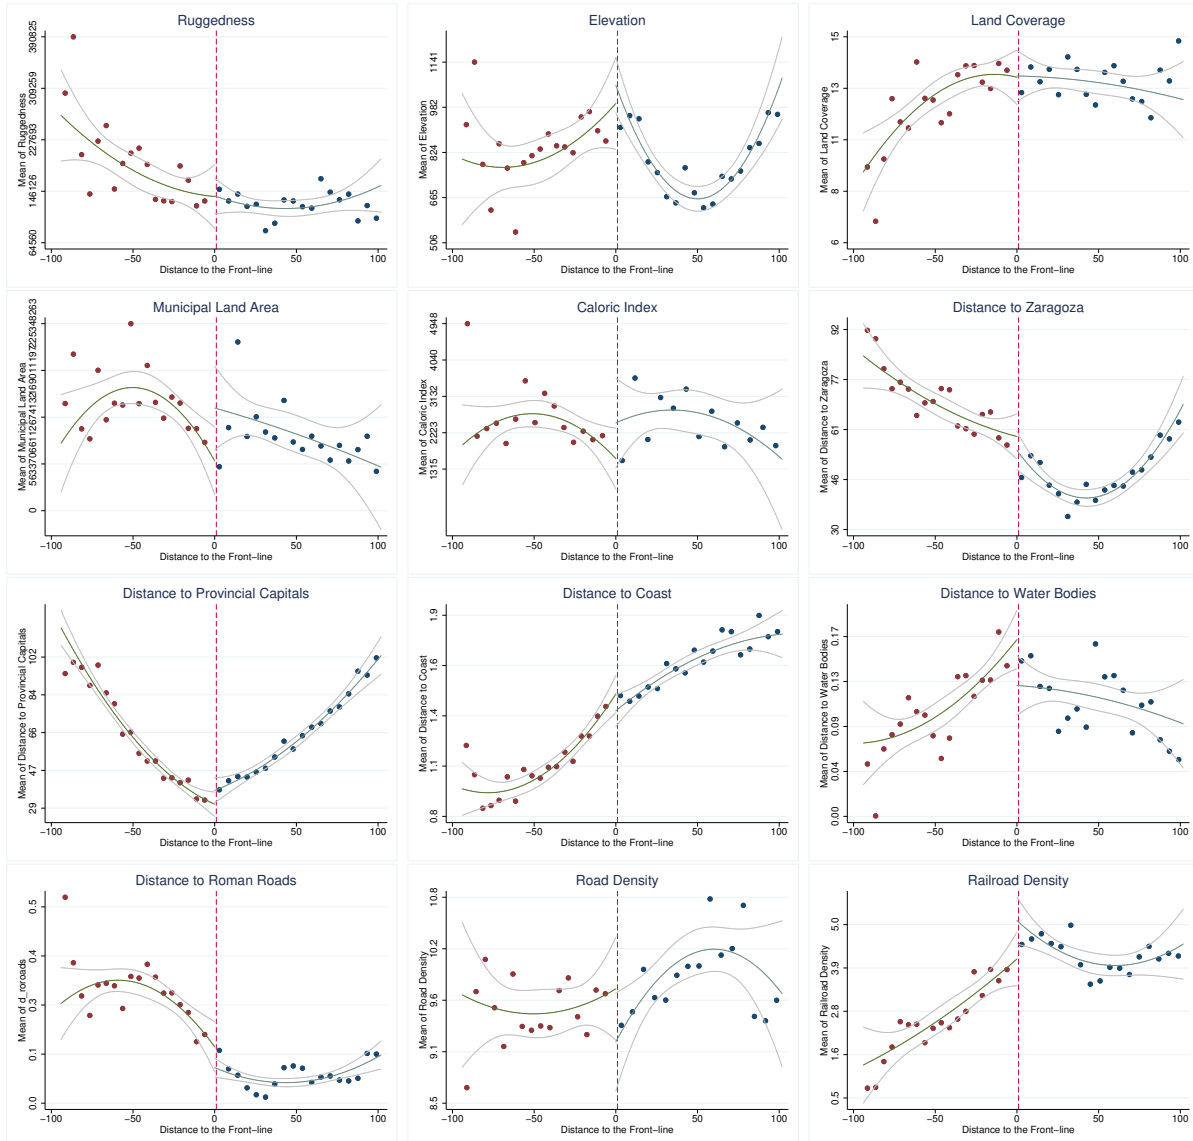 Ruggedness
Mean of Ruggedness
390825
309259
227693
146126
64560
−100 −50 0 50 100
Distance to the Front−line
Elevation
Mean of Elevation
1141
982
824
665
506
−100 −50 0 50 100
Distance to the Front−line
Land Coverage
Mean of Land Coverage
15
13
11
8
6
−100 −50 0 50 100
Distance to the Front−line
Municipal Land Area
Mean of Municipal Land Area
225348263
169011197
112674132
56337066
0
−100 −50 0 50 100
Distance to the Front−line
Caloric Index
Mean of Caloric Index
4948
4040
3132
2223
1315
−100 −50 0 50 100
Distance to the Front−line
Distance to Zaragoza
Mean of Distance to Zaragoza
92
77
61
46
30
−100 −50 0 50 100
Distance to the Front−line
Distance to Provincial Capitals
Mean of Distance to Provincial Capitals
102
84
66
47
29
−100 −50 0 50 100
Distance to the Front−line
Distance to Coast
Mean of Distance to Coast
1.9
1.6
1.4
1.1
0.8
−100 −50 0 50 100
Distance to the Front−line
Distance to Water Bodies
Mean of Distance to Water Bodies
0.17
0.13
0.09
0.04
0.00
−100 −50 0 50 100
Distance to the Front−line
Distance to Roman Roads
Mean of d_roroads
0.5
0.4
0.3
0.1
0.0
−100 −50 0 50 100
Distance to the Front−line
Road Density
Mean of Road Density
10.8
10.2
9.6
9.1
8.5
−100 −50 0 50 100
Distance to the Front−line
Railroad Density
Mean of Railroad Density
5.0
3.9
2.8
1.6
0.5
−100 −50 0 50 100
Distance to the Front−line